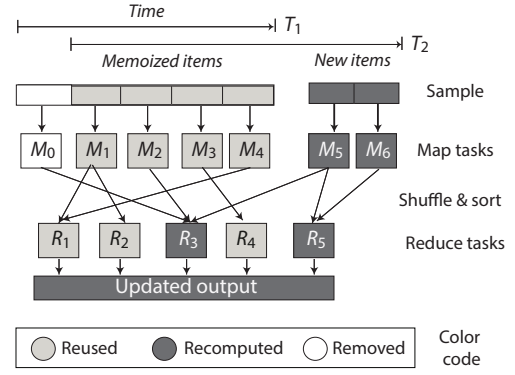 Time
T1
T2
Memoized items
New items
Sample
M0 M1 M2 M3 M4 M5 M6 Map tasks
Shuffle & sort
R1 R2 R3 R4 R5 Reduce tasks
Updated output
Reused Recomputed Removed
Color
code